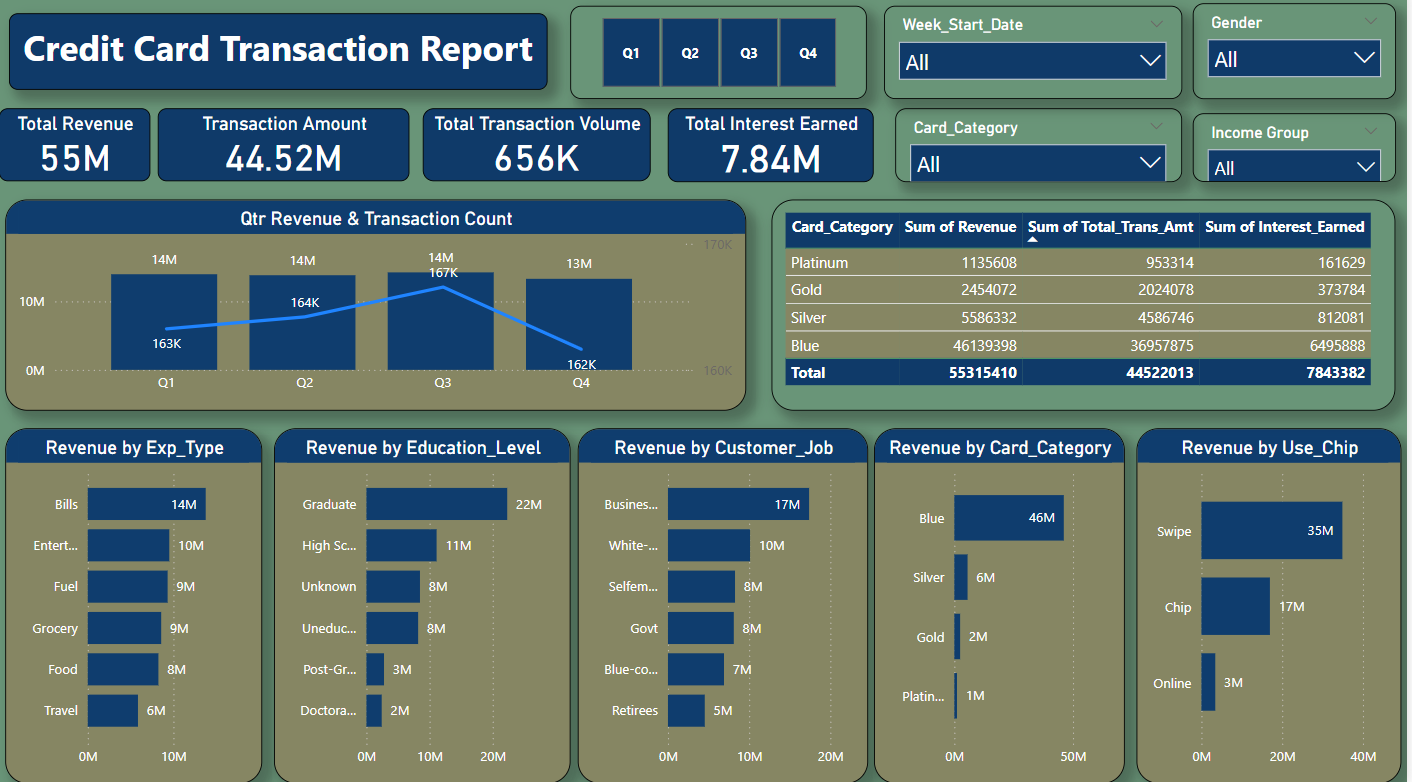 Credit Card Transaction Report
Q1 Q2 Q3 Q4
Week_Start_Date
All
Gender
All
Total Revenue
55M
Transaction Amount
44.52M
Total Transaction Volume
656K
Total Interest Earned
7.84M
Card_Category
All
Income Group
All
Qtr Revenue & Transaction Count
170K
14M 14M 14M 13M
167K
10M
164K
163K
162K
0M
160K
Q1 Q2 Q3 Q4
Card_Category Sum of Revenue Sum of Total_Trans_Amt Sum of Interest_Earned
Platinum 1135608 953314 161629
Gold 2454072 2024078 373784
Silver 5586332 4586746 812081
Blue 46139398 36957875 6495888
Total 55315410 44522013 7843382
Revenue by Exp_Type
Bills 14M
Entert... 10M
Fuel 9M
Grocery 9M
Food 8M
Travel 6M
0M 10M
Revenue by Education_Level
Graduate 22M
High Sc... 11M
Unknown 8M
Uneduc... 8M
Post-Gr... 3M
Doctora... 2M
0M 10M 20M
Revenue by Customer_Job
Busines... 17M
White-... 10M
Selfem... 8M
Govt 8M
Blue-co... 7M
Retirees 5M
0M 10M 20M
Revenue by Card_Category
Blue 46M
Silver 6M
Gold 2M
Platin... 1M
0M 50M
Revenue by Use_Chip
Swipe 35M
Chip 17M
Online 3M
0M 20M 40M